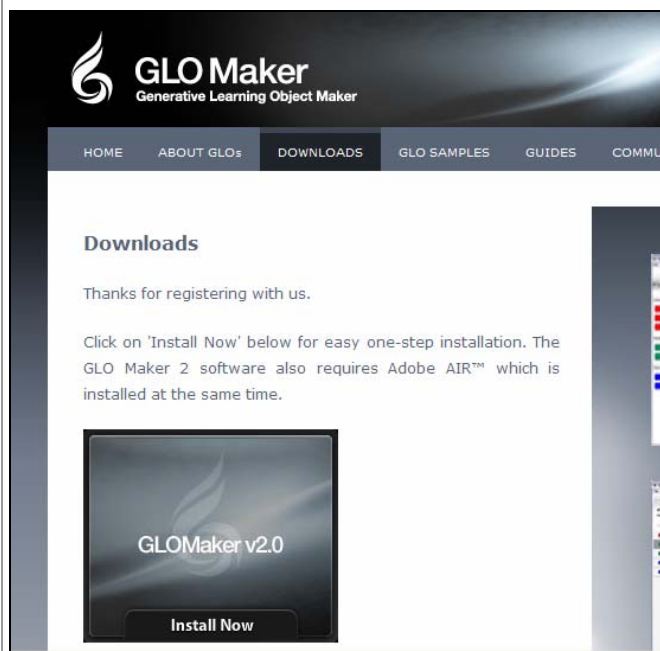 GLO Maker
Generative Learning Object Maker
HOME ABOUT GLOs DOWNLOADS GLO SAMPLES GUIDES
Downloads
Thanks for registering with us.
Click on 'Install Now' below for easy one-step installation. The
GLO Maker 2 software also requires Adobe AIR™ which is
installed at the same time.
GLOMaker v2.0
Install Now